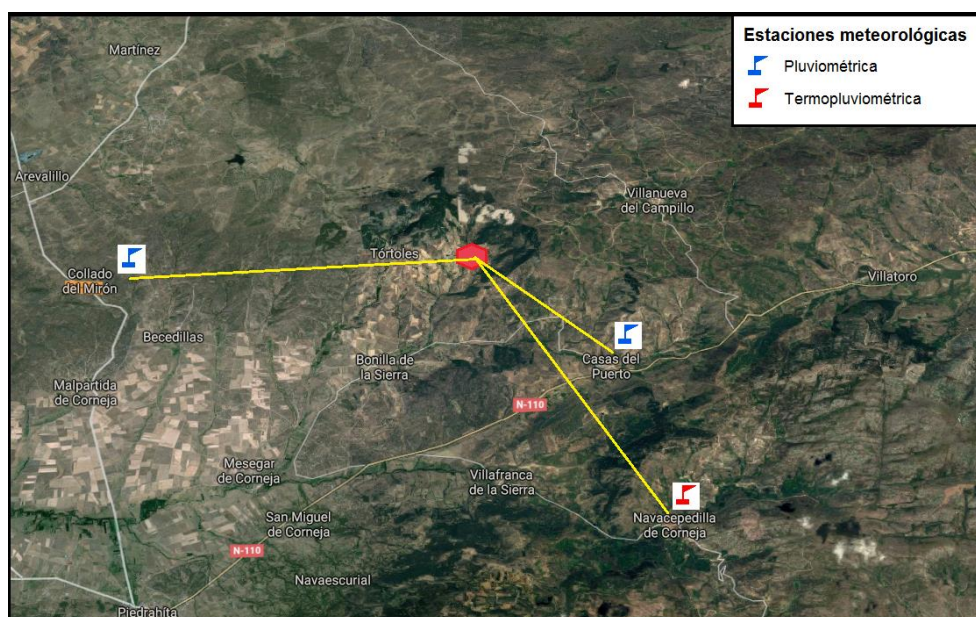 Estaciones meteorológicas
Pluviométrica
Termopluviométrica
Martínez
Arevalillo
Villanueva
del Campillo
Tórtoles
Collado
del Mirón
Villatoro
Becedillas
Bonilla de
la Sierra
Casas del
Puerto
Malpartida
de Corneja
N-110
Mesegar
de Corneja
Villafranca
de la Sierra
San Miguel
de Corneja
Navacepedilla
de Corneja
N-110
Navaescurial
Piedrahíta